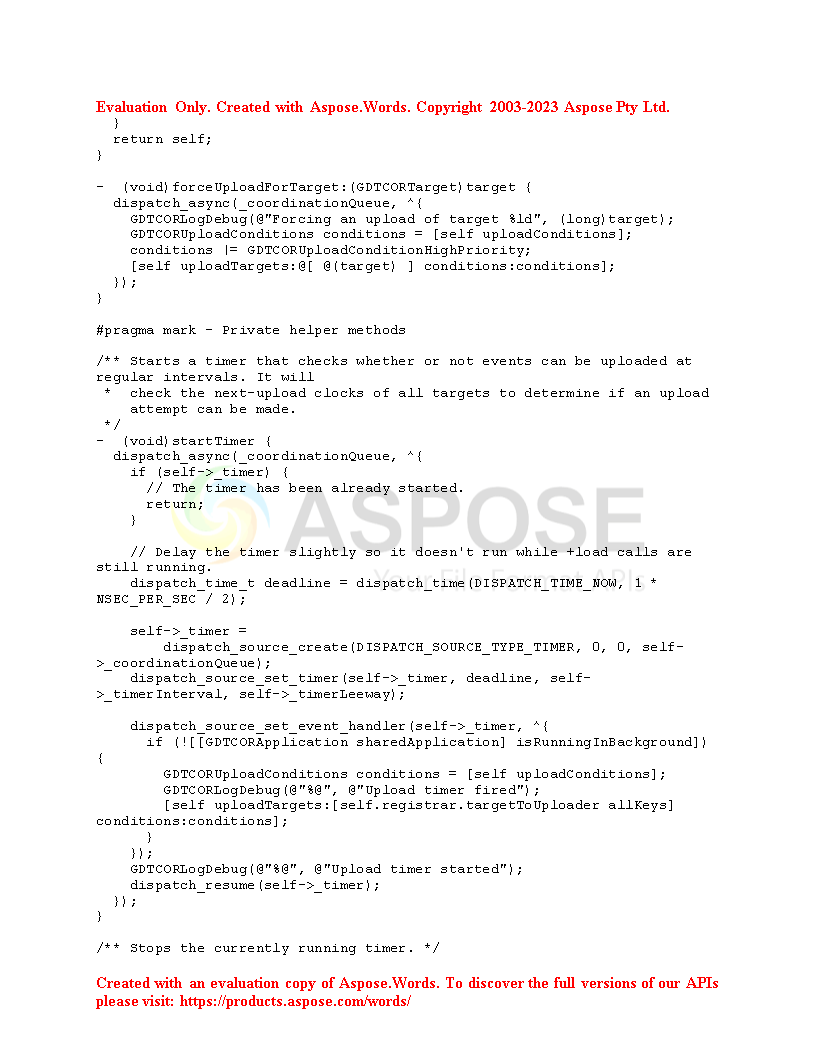 Evaluation Only. Created with Aspose.Words. Copyright 2003-2023 Aspose Pty Ltd.
  }
  return self;
}

-  (void)forceUploadForTarget:(GDTCORTarget)target {
  dispatch_async(_coordinationQueue, ^{
    GDTCORLogDebug(@"Forcing an upload of target %ld", (long)target);
    GDTCORUploadConditions conditions = [self uploadConditions];
    conditions |= GDTCORUploadConditionHighPriority;
    [self uploadTargets:@[ @(target) ] conditions:conditions];
  });
}

#pragma mark - Private helper methods

/** Starts a timer that checks whether or not events can be uploaded at
regular intervals. It will
 *  check the next-upload clocks of all targets to determine if an upload
    attempt can be made.
 */
-  (void)startTimer {
  dispatch_async(_coordinationQueue, ^{
    if (self->_timer) {
      // The timer has been already started.
      return;
    }
ASPOSE
    // Delay the timer slightly so it doesn't run while +load calls are
still running.
Your File Format APIs
    dispatch_time_t deadline = dispatch_time(DISPATCH_TIME_NOW, 1 *
NSEC_PER_SEC / 2);

    self->_timer =
        dispatch_source_create(DISPATCH_SOURCE_TYPE_TIMER, 0, 0, self-
>_coordinationQueue);
    dispatch_source_set_timer(self->_timer, deadline, self-
>_timerInterval, self->_timerLeeway);

    dispatch_source_set_event_handler(self->_timer, ^{
      if (![[GDTCORApplication sharedApplication] isRunningInBackground])
{
        GDTCORUploadConditions conditions = [self uploadConditions];
        GDTCORLogDebug(@"%@", @"Upload timer fired");
        [self uploadTargets:[self.registrar.targetToUploader allKeys]
conditions:conditions];
      }
    });
    GDTCORLogDebug(@"%@", @"Upload timer started");
    dispatch_resume(self->_timer);
  });
}

/** Stops the currently running timer. */

Created with an evaluation copy of Aspose.Words. To discover the full versions of our APIs
please visit: https://products.aspose.com/words/